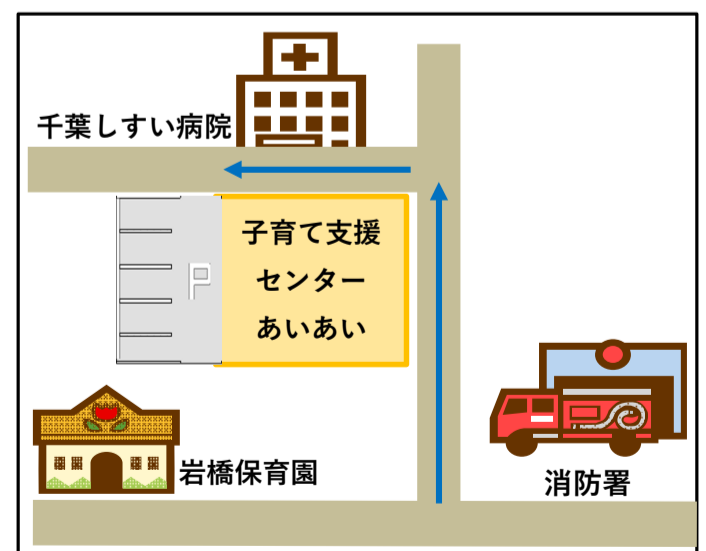 千葉しすい病院
子育て支援
センター
あいあい
P
岩橋保育園
消防署